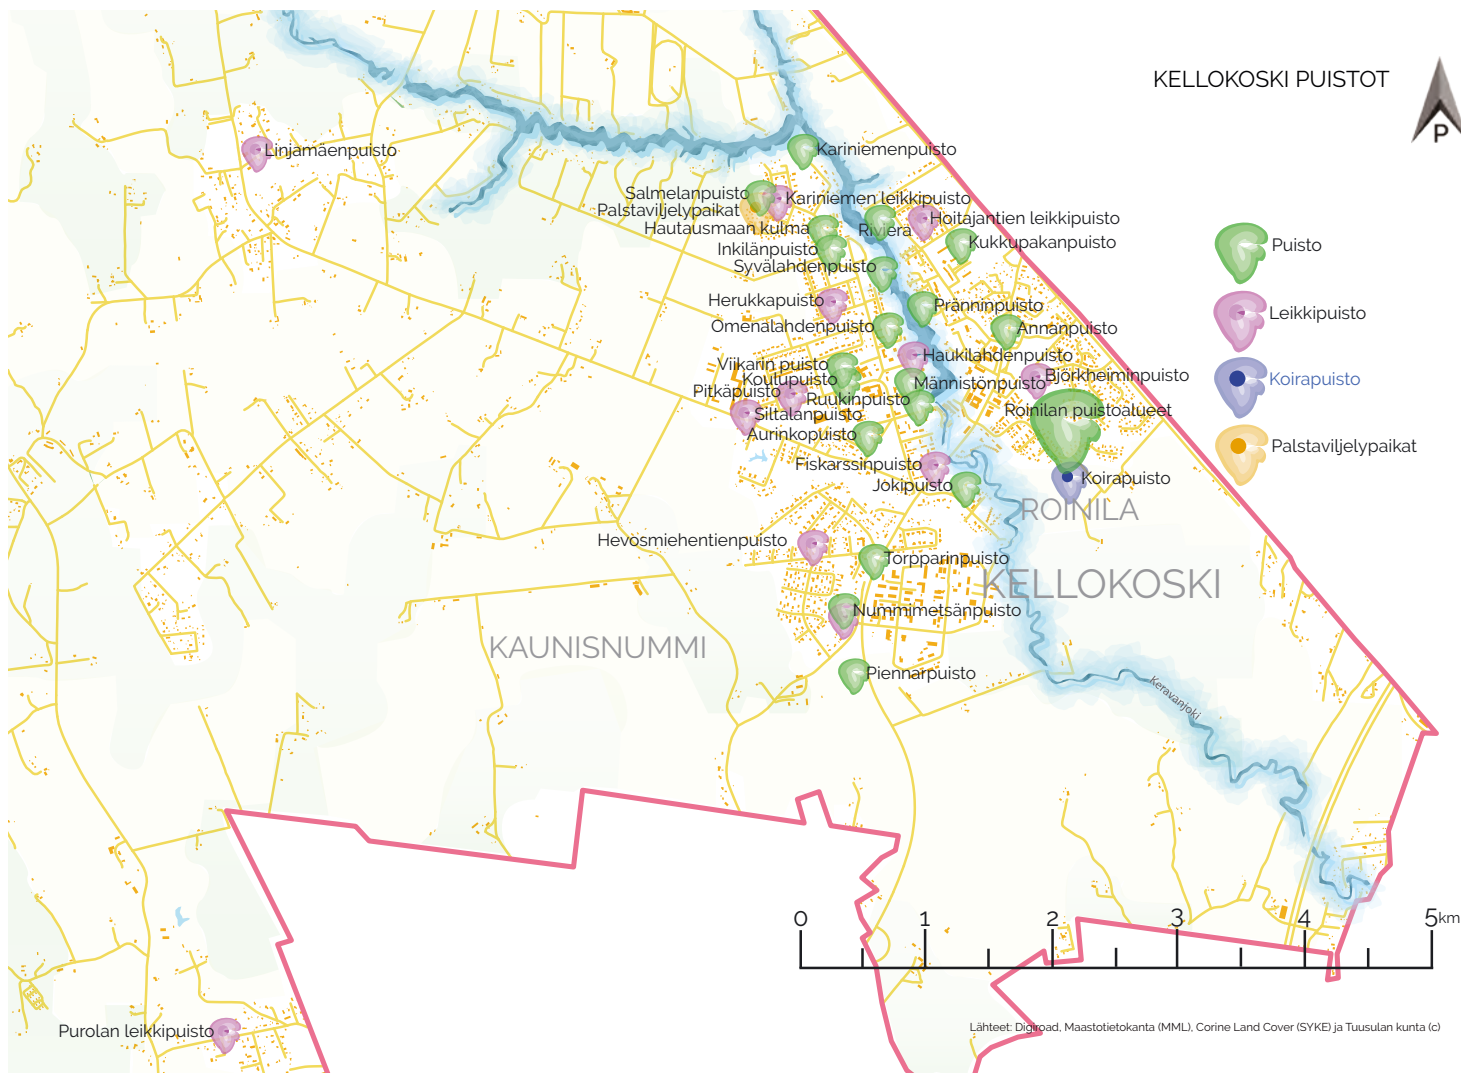 KELLOKOSKI PUISTOT
P
Linjamäenpuisto
Kariniemenpuisto
Salmelanpuisto
Kariniemen leikkipuisto
Palstaviljelypaikat
Hoitajantien leikkipuisto
Hautausmaan kulma
Riviera
Kukkupakanpuisto
Inkilänpuisto
Syvälahdenpuisto
Herukkapuisto
Pränninpuisto
Omenalahdenpuisto
Annanpuisto
Haukilahdenpuisto
Viikarin puisto
Koulupuisto
Männistönpuisto
Björkheiminpuisto
Pitkäpuisto
Ruukinpuisto
Siltalanpuisto
Roinilan puistoalueet
Aurinkopuisto
Fiskarssinpuisto
Jokipuisto
Koirapuisto
ROINILA
Hevosmiehentienpuisto
Torpparinpuisto
KELLOKOSKI
Nummimetsänpuisto
KAUNISNUMMI
Piennarpuisto
Keravanjoki
Purolan leikkipuisto
Puisto
Leikkipuisto
Koirapuisto
Palstaviljelypaikat
0 1 2 3 4 5km
Lähteet: Digiroad, Maastotietokanta (MML), Corine Land Cover (SYKE) ja Tuusulan kunta (c)